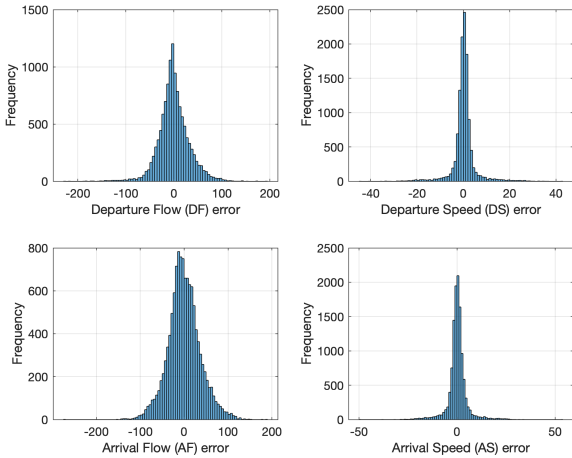 1500
1000
500
0
Frequency
-200 -100 0 100 200
Departure Flow (DF) error
2500
2000
1500
1000
500
0
Frequency
-40 -20 0 20 40
Departure Speed (DS) error
800
600
400
200
0
Frequency
-200 -100 0 100 200
Arrival Flow (AF) error
2500
2000
1500
1000
500
0
Frequency
-50 0 50
Arrival Speed (AS) error